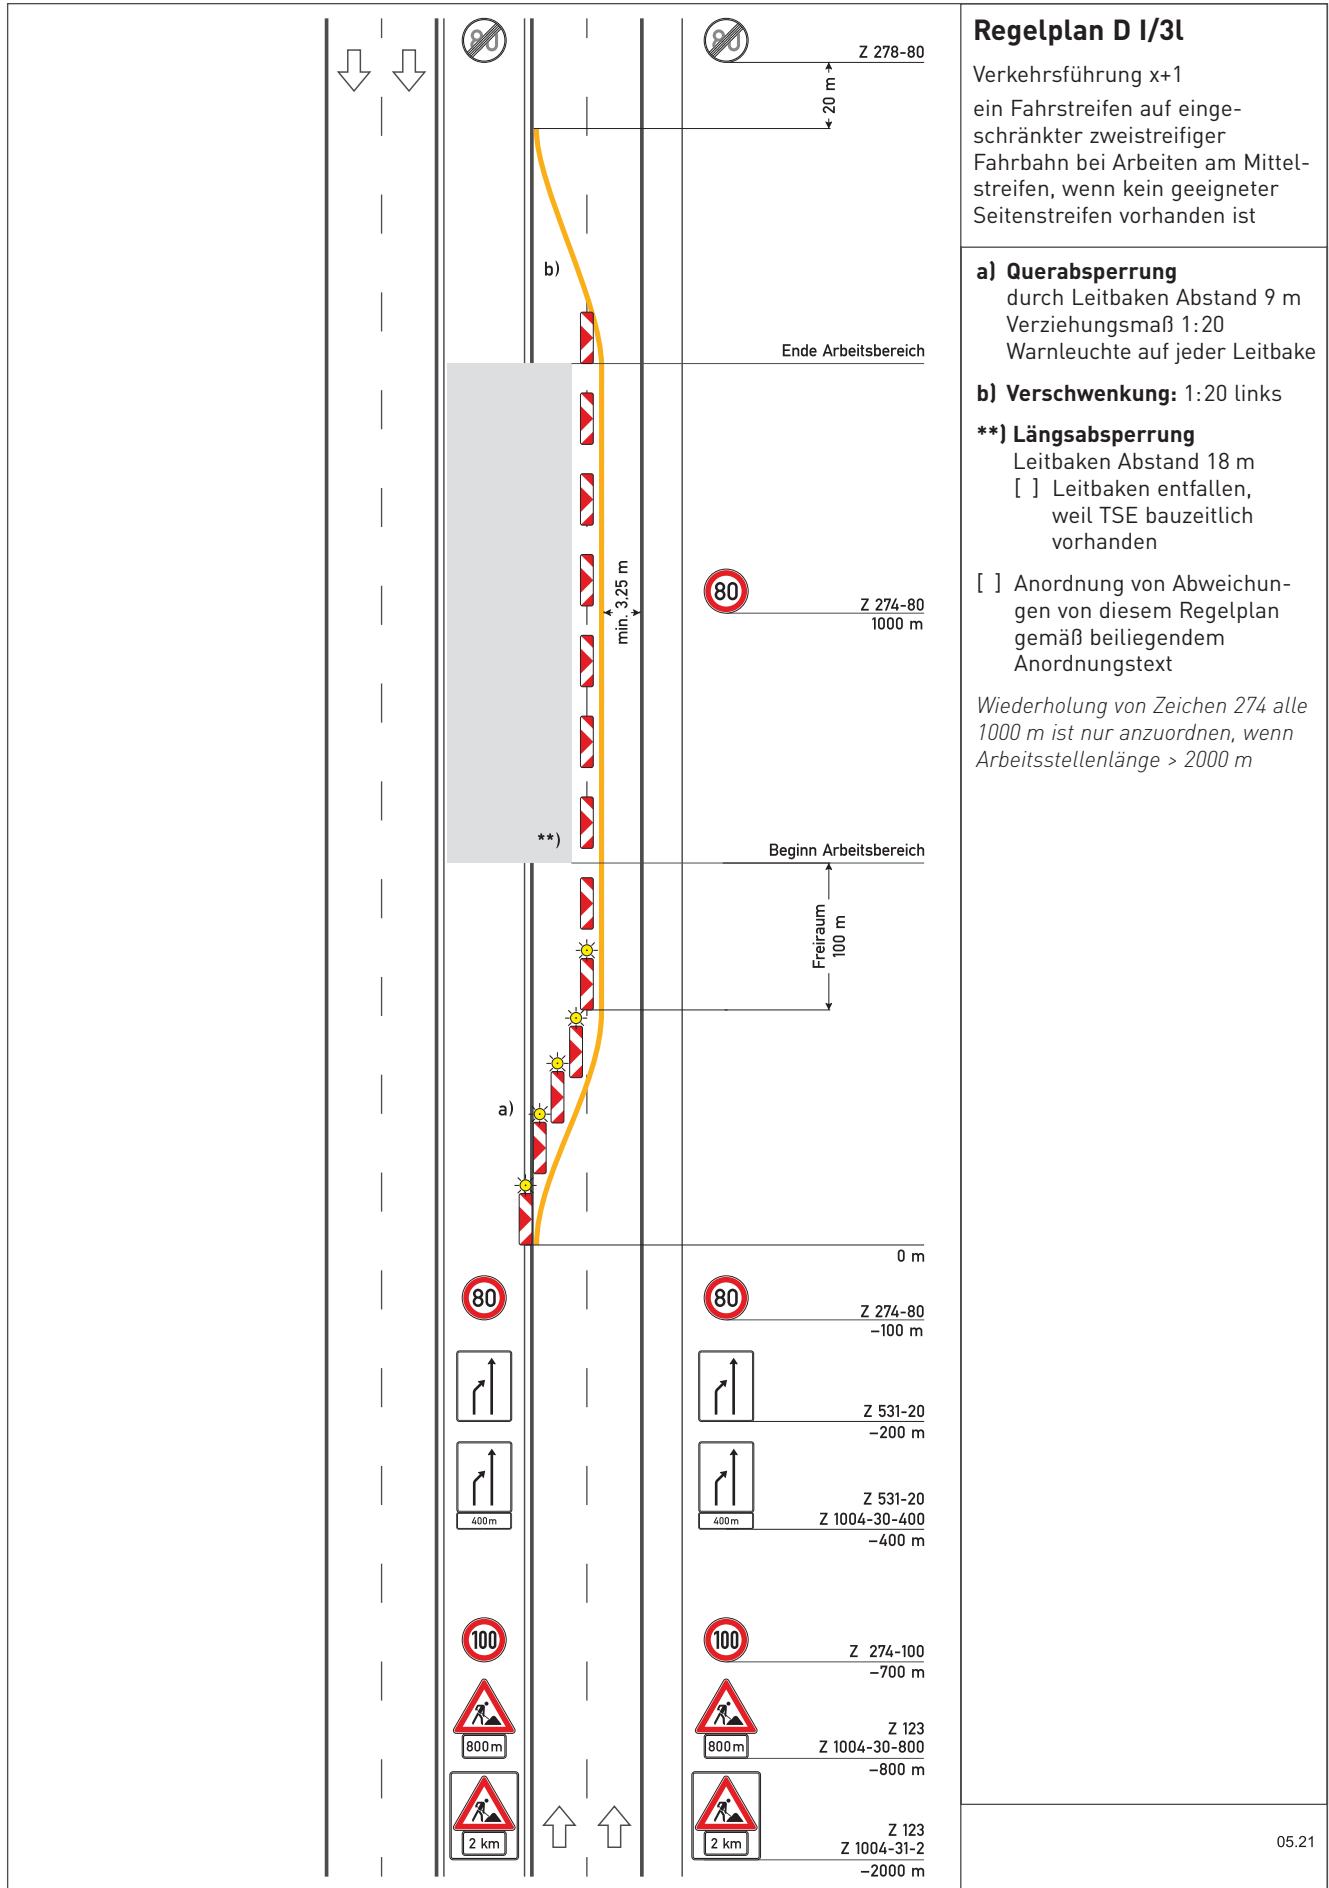 80
80
Z 278-80
20 m
b)
Ende Arbeitsbereich
min. 3,25 m
80
Z 274-80
1000 m
**)
Beginn Arbeitsbereich
Freiraum
100 m
a)
0 m
80
80
Z 274-80
–100 m
Z 531-20
–200 m
Z 531-20
400 m
400 m
Z 1004-30-400
–400 m
100
100
Z 274-100
–700 m
Z 123
800 m
800 m
Z 1004-30-800
–800 m
Z 123
2 km
2 km
Z 1004-31-2
–2000 m
Regelplan D I/3l
Verkehrsführung x+1
ein Fahrstreifen auf einge-
schränkter zweistreifiger
Fahrbahn bei Arbeiten am Mittel-
streifen, wenn kein geeigneter
Seitenstreifen vorhanden ist
a) Querabsperrung
durch Leitbaken Abstand 9 m
Verziehungsmaß 1:20
Warnleuchte auf jeder Leitbake
b) Verschwenkung: 1:20 links
**) Längsabsperrung
Leitbaken Abstand 18 m
[ ] Leitbaken entfallen,
weil TSE bauzeitlich
vorhanden
[ ] Anordnung von Abweichun-
gen von diesem Regelplan
gemäß beiliegendem
Anordnungstext
Wiederholung von Zeichen 274 alle
1000 m ist nur anzuordnen, wenn
Arbeitsstellenlänge > 2000 m
05.21